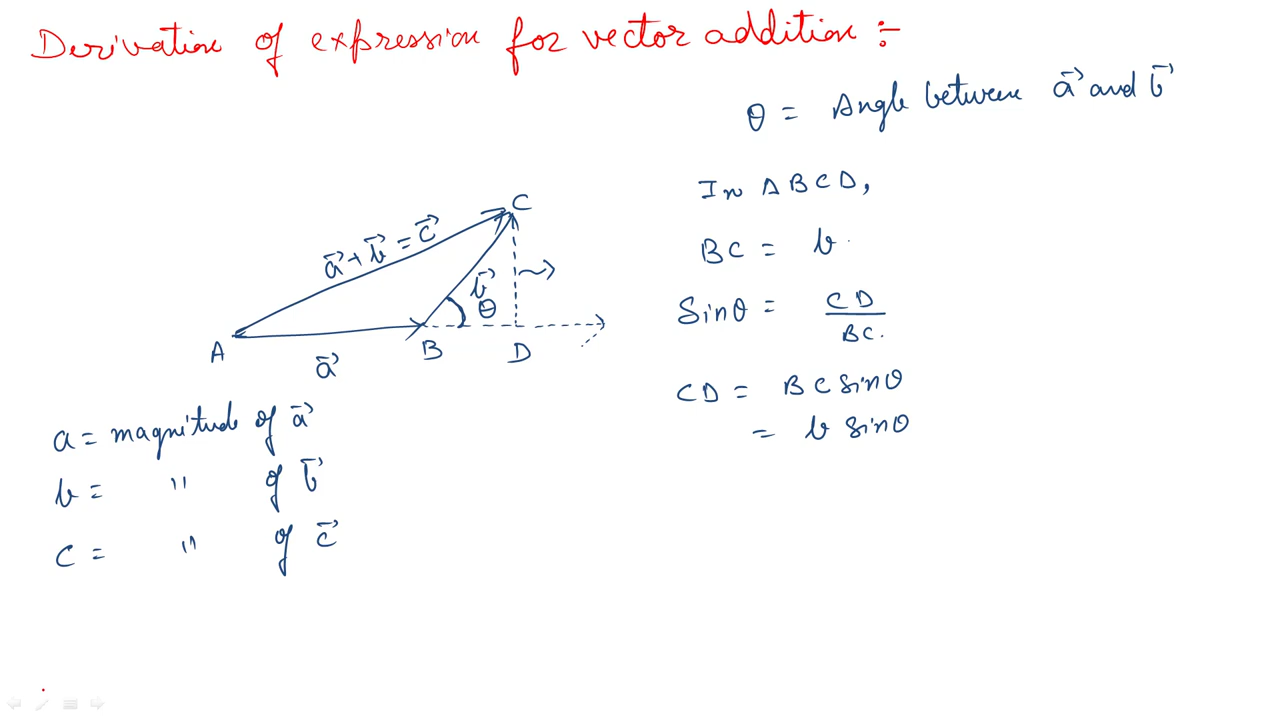 Derivation of expression for vector addition :-
θ = Angle between a⃗ and b⃗
In Δ BCD,
BC = b
Sinθ = CD/BC.
CD = BC Sinθ
= b Sinθ
C
a⃗ + b⃗ = c⃗
b⃗
θ
A
B
D
a⃗
a = magnitude of a⃗
b = " of b⃗
c = " of c⃗